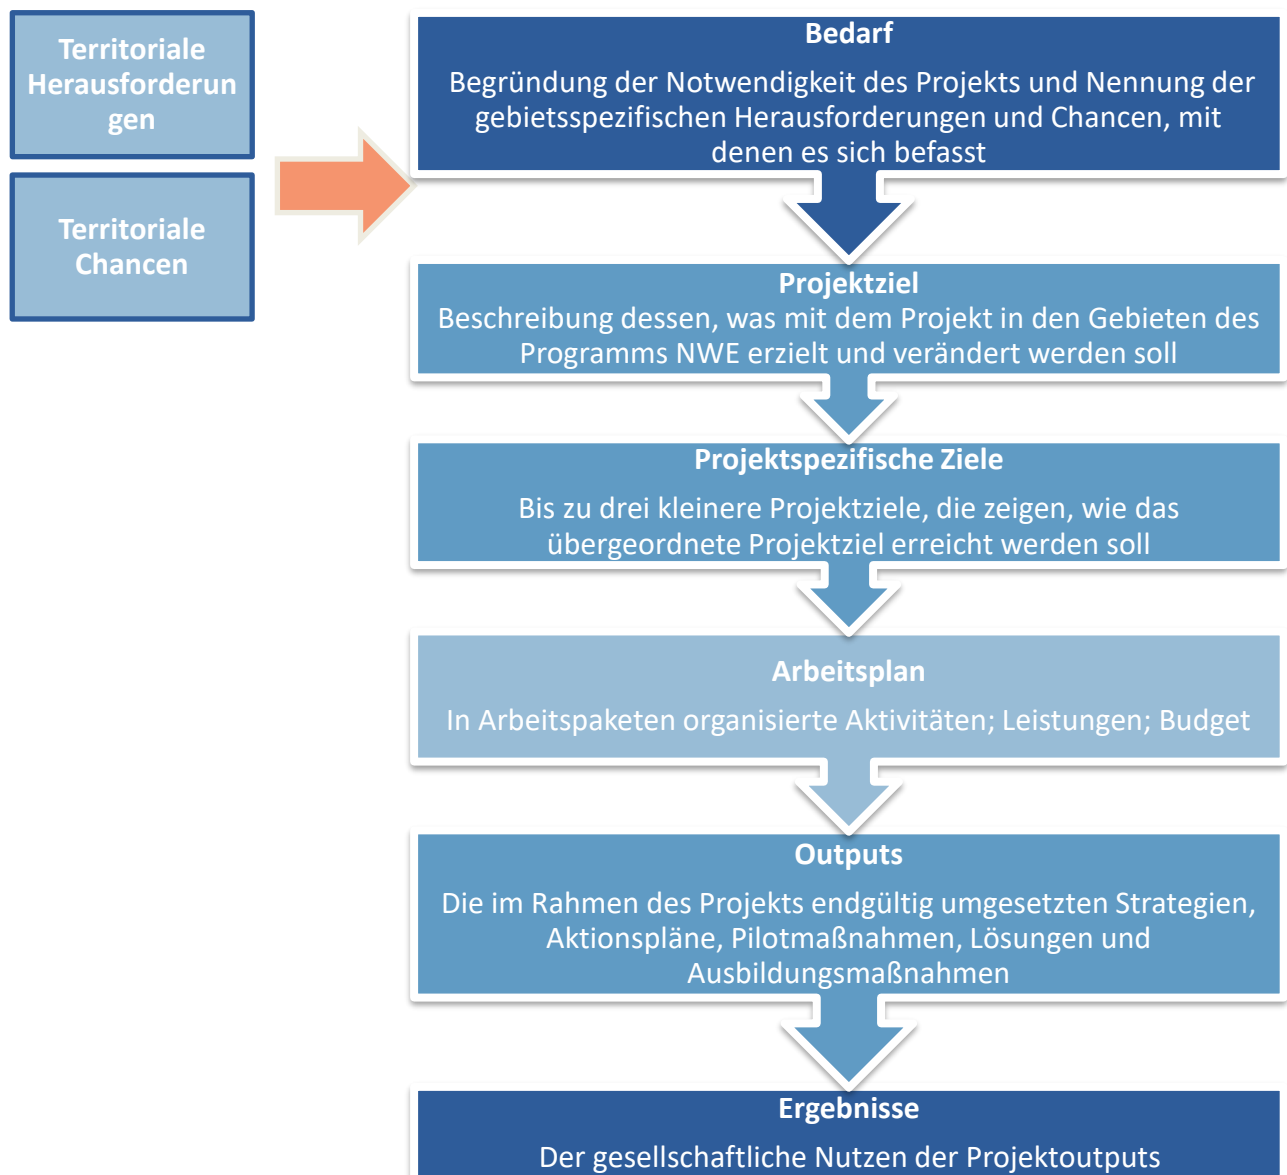 Territoriale
Herausforderun
gen
Territoriale
Chancen
Bedarf
Begründung der Notwendigkeit des Projekts und Nennung der
gebietsspezifischen Herausforderungen und Chancen, mit
denen es sich befasst
Projektziel
Beschreibung dessen, was mit dem Projekt in den Gebieten des
Programms NWE erzielt und verändert werden soll
Projektspezifische Ziele
Bis zu drei kleinere Projektziele, die zeigen, wie das
übergeordnete Projektziel erreicht werden soll
Arbeitsplan
In Arbeitspaketen organisierte Aktivitäten; Leistungen; Budget
Outputs
Die im Rahmen des Projekts endgültig umgesetzten Strategien,
Aktionspläne, Pilotmaßnahmen, Lösungen und
Ausbildungsmaßnahmen
Ergebnisse
Der gesellschaftliche Nutzen der Projektoutputs